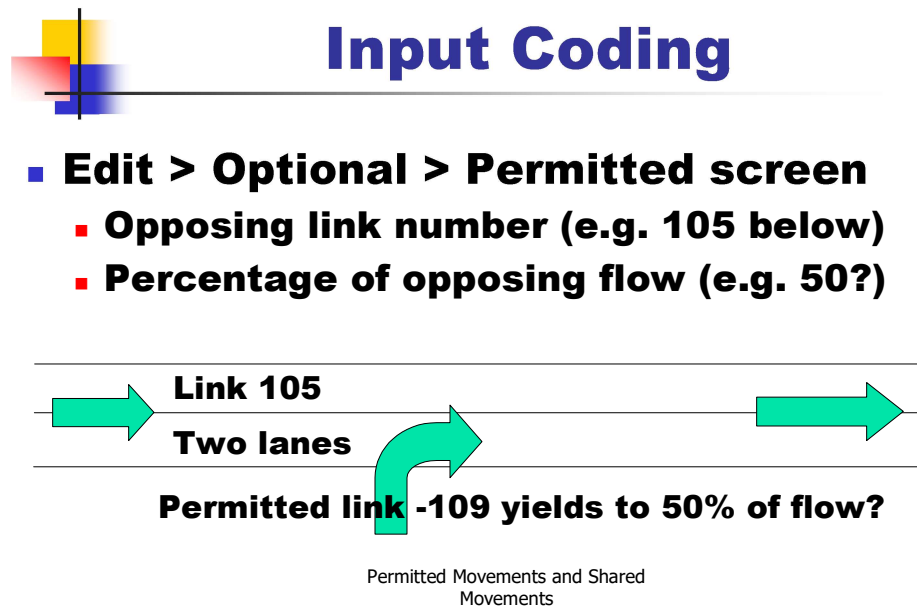 Input Coding
Edit > Optional > Permitted screen
Opposing link number (e.g. 105 below)
Percentage of opposing flow (e.g. 50?)
Link 105
Two lanes
Permitted link -109 yields to 50% of flow?
Permitted Movements and Shared
Movements